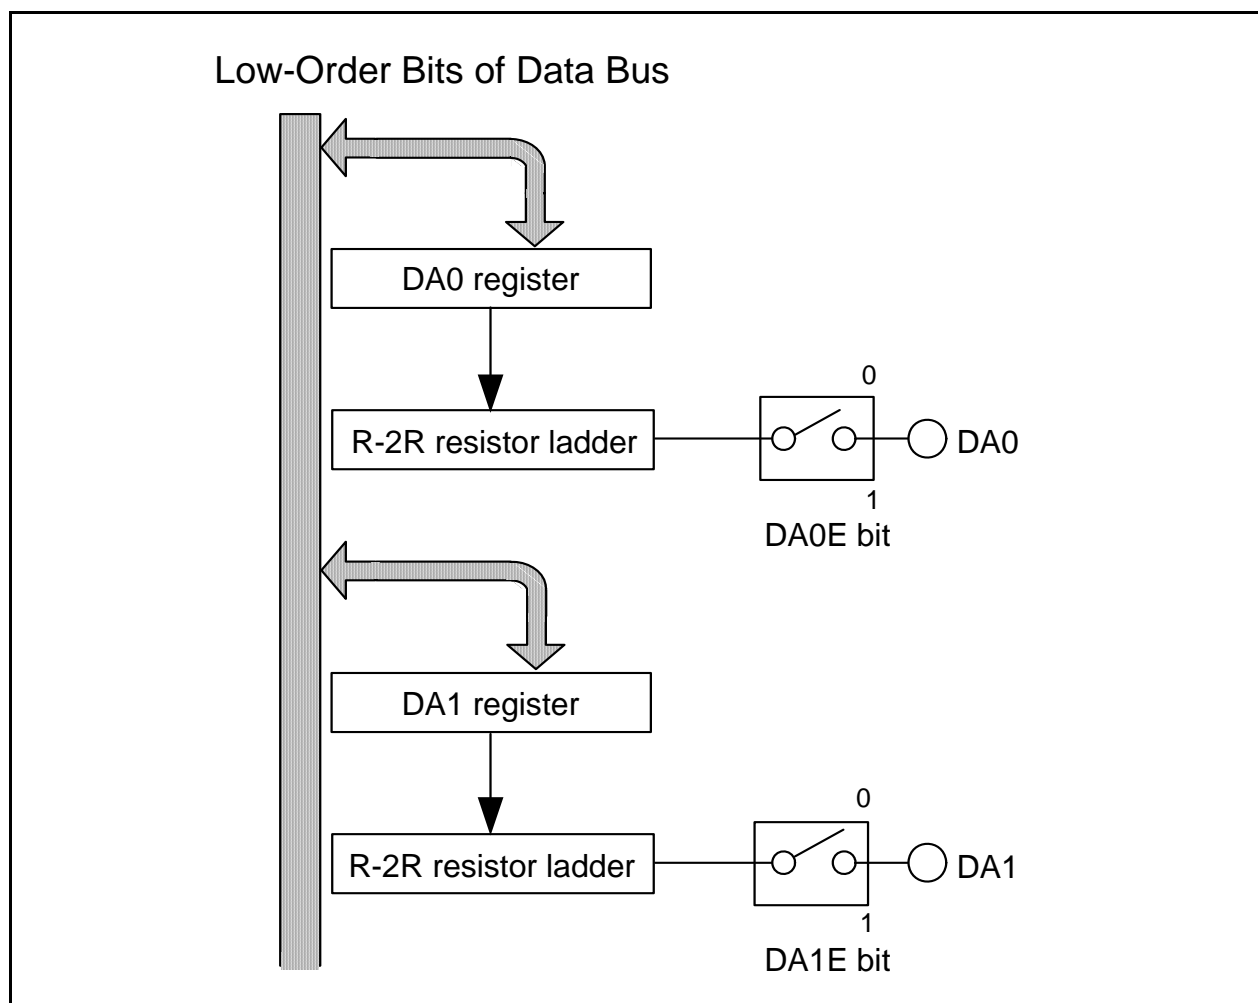 Low-Order Bits of Data Bus
DA0 register
R-2R resistor ladder
0
1
DA0E bit
DA0
DA1 register
R-2R resistor ladder
0
1
DA1E bit
DA1